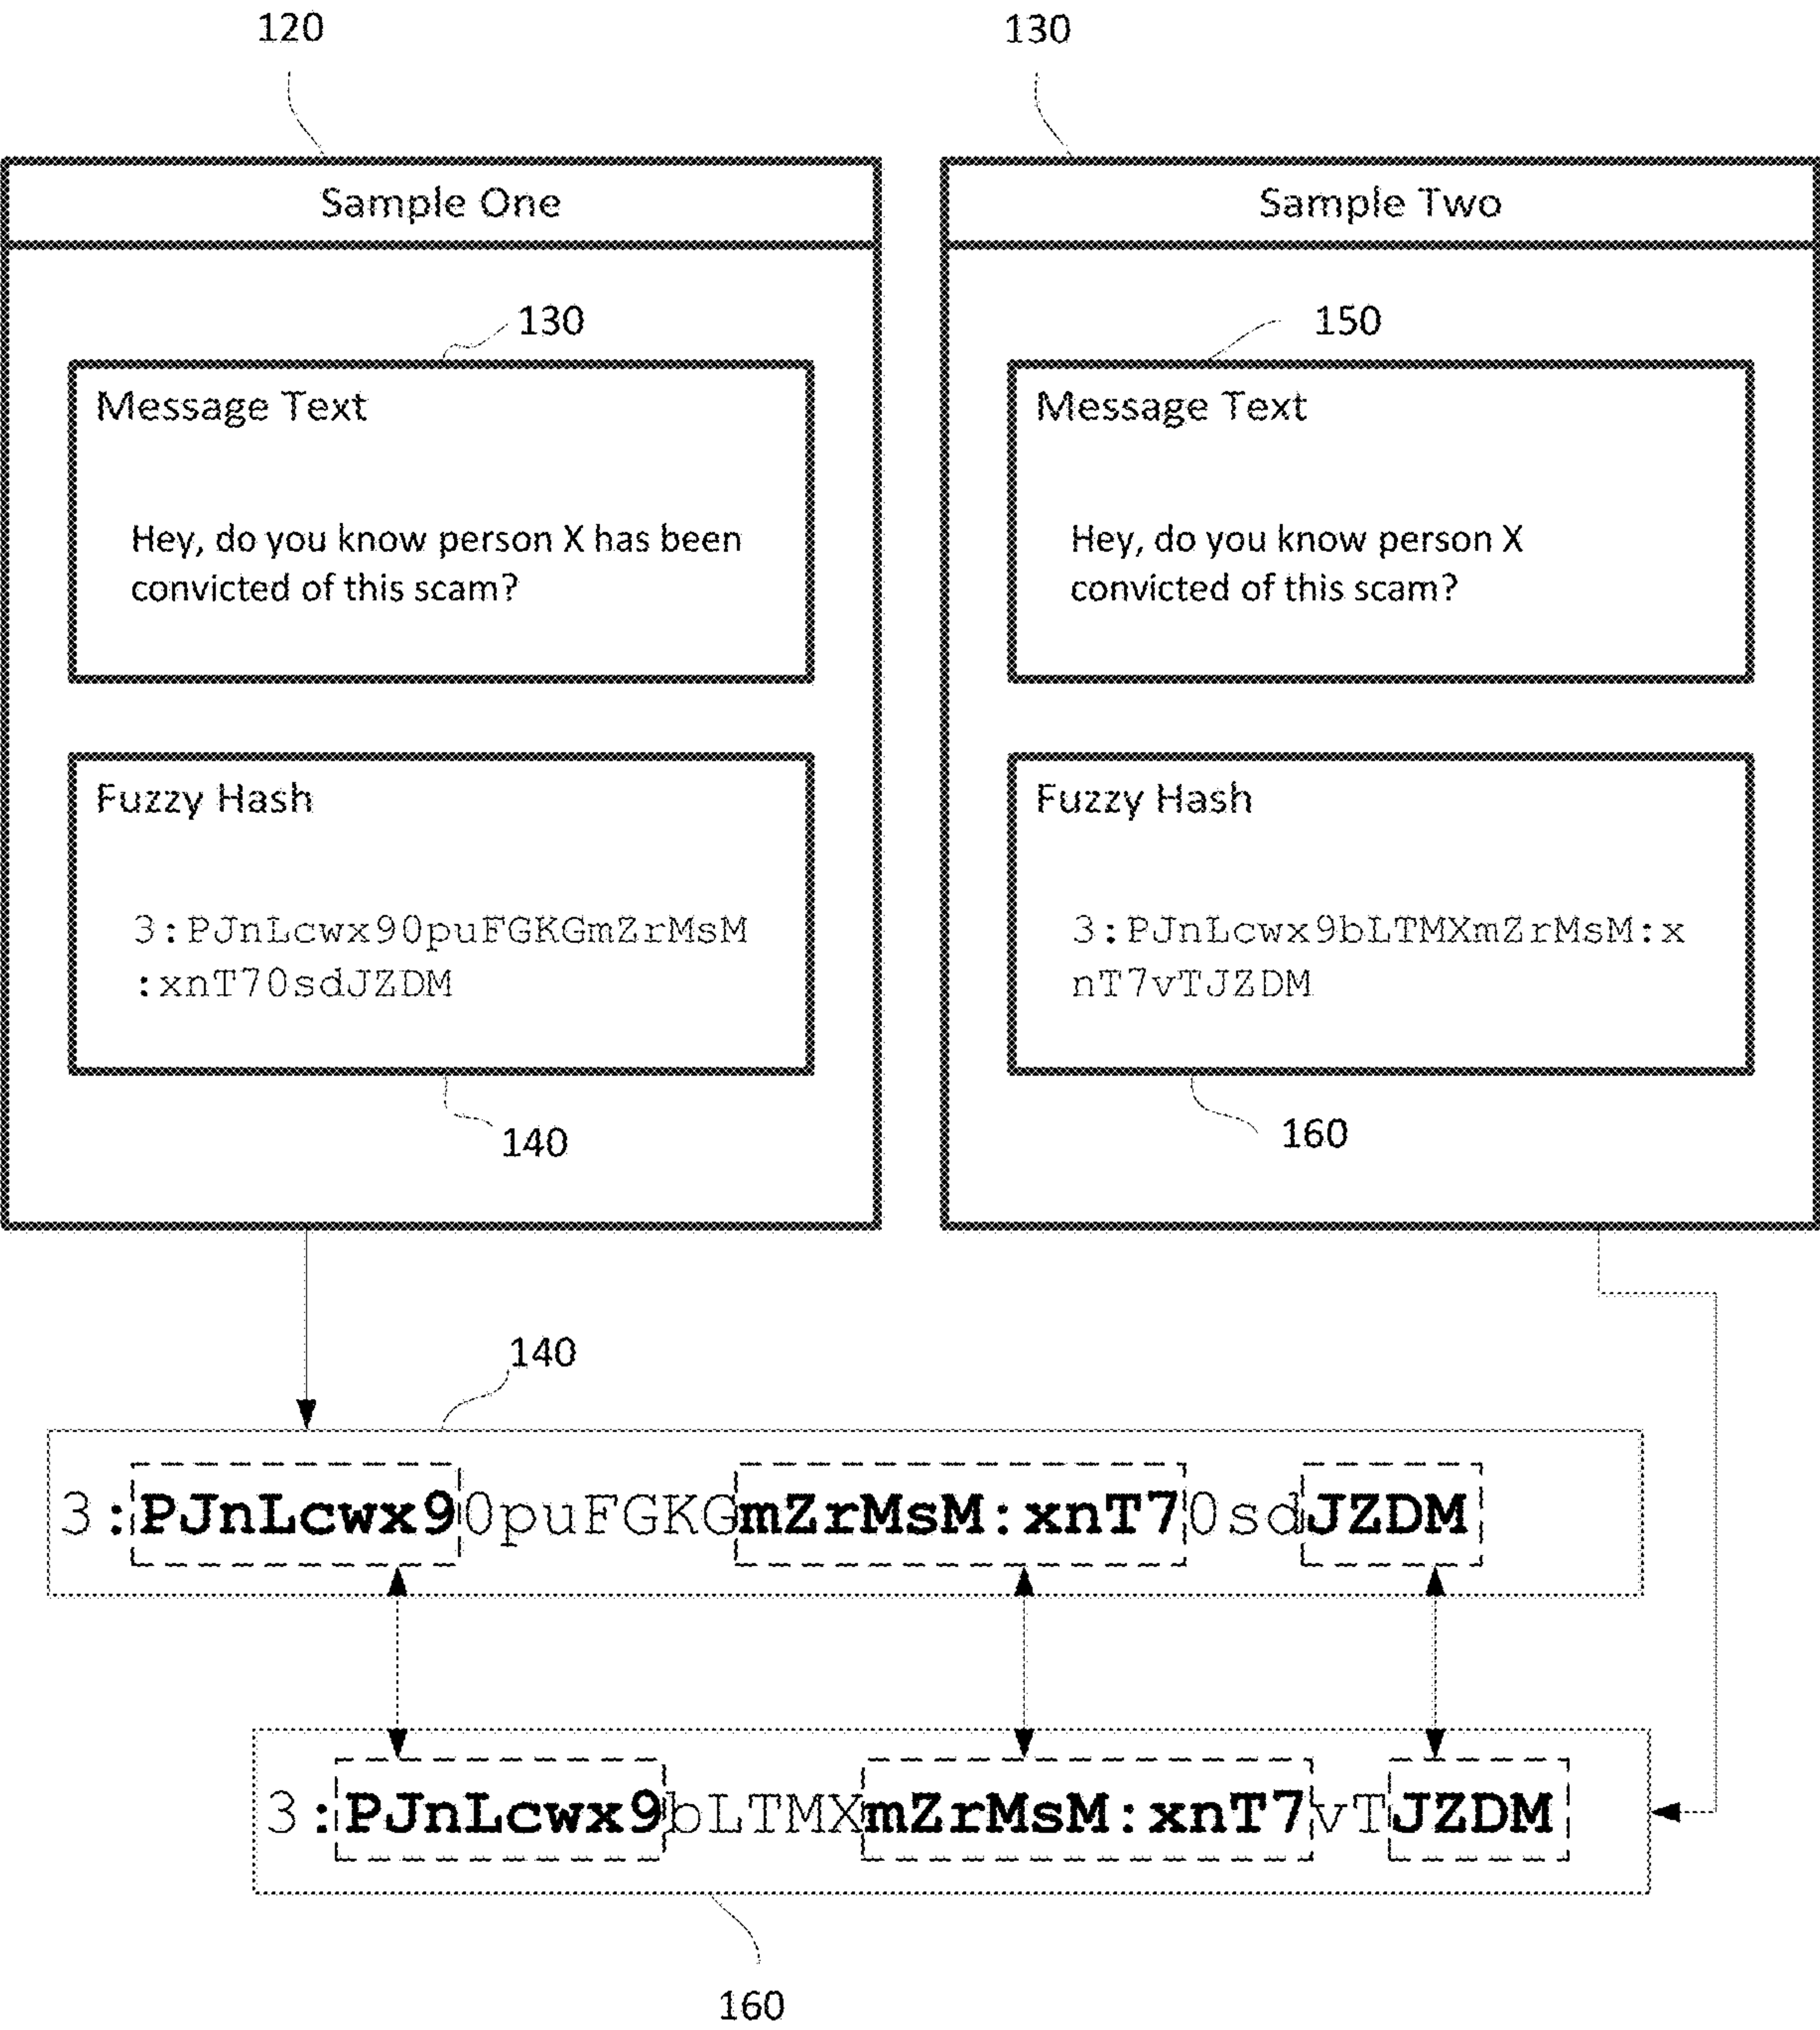 120
130
Sample One
Sample Two
130
Message Text
Hey, do you know person X has been
convicted of this scam?
Fuzzy Hash
3:PJnLcwx90puFGKGmZrMsM
:xnT70sdJZDM
140
150
Message Text
Hey, do you know person X
convicted of this scam?
Fuzzy Hash
3:PJnLcwx9bLTMXmZrMsM:x
nT7vTJZDM
160
140
3:PJnLcwx90puFGKGmZrMsM:xnT70sdJZDM
3:PJnLcwx9bLTMXmZrMsM:xnT7vTJZDM
160